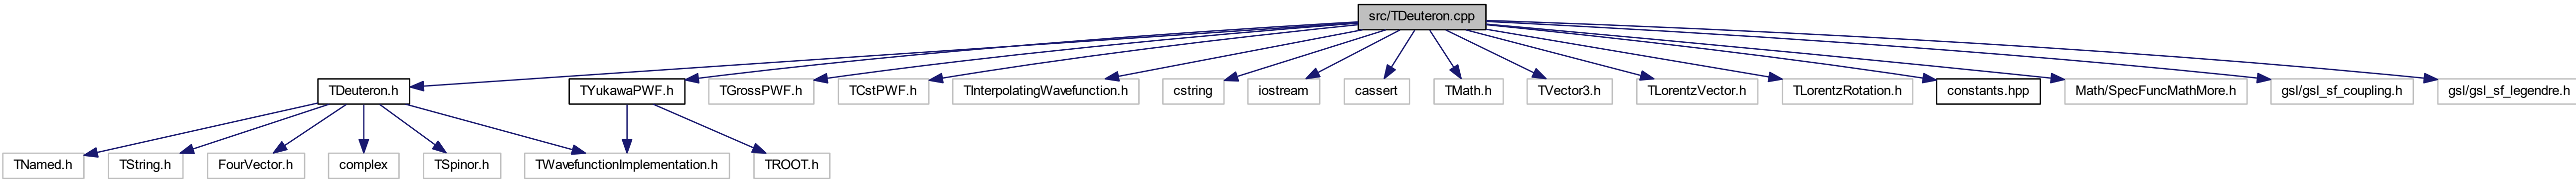 src/TDeuteron.cpp
TDeuteron.h
TYukawaPWF.h
TGrossPWF.h
TCstPWF.h
TInterpolatingWavefunction.h
cstring
iostream
cassert
TMath.h
TVector3.h
TLorentzVector.h
TLorentzRotation.h
constants.hpp
Math/SpecFuncMathMore.h
gsl/gsl_sf_coupling.h
gsl/gsl_sf_legendre.h
TNamed.h
TString.h
FourVector.h
complex
TSpinor.h
TWavefunctionImplementation.h
TROOT.h